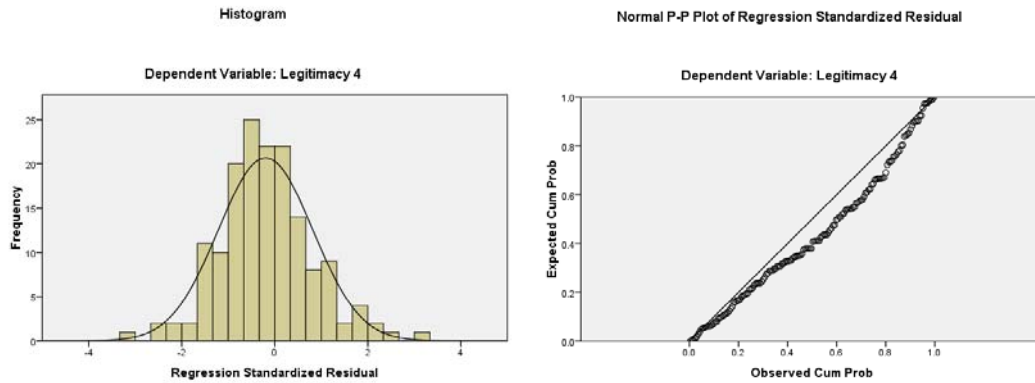 Histogram
Dependent Variable: Legitimacy 4
Frequency
25
20
15
10
5
0
-4
-2
0
2
4
Regression Standardized Residual
Normal P-P Plot of Regression Standardized Residual
Dependent Variable: Legitimacy 4
Expected Cum Prob
1.0
0.8
0.6
0.4
0.2
0.0
0.0
0.2
0.4
0.6
0.8
1.0
Observed Cum Prob